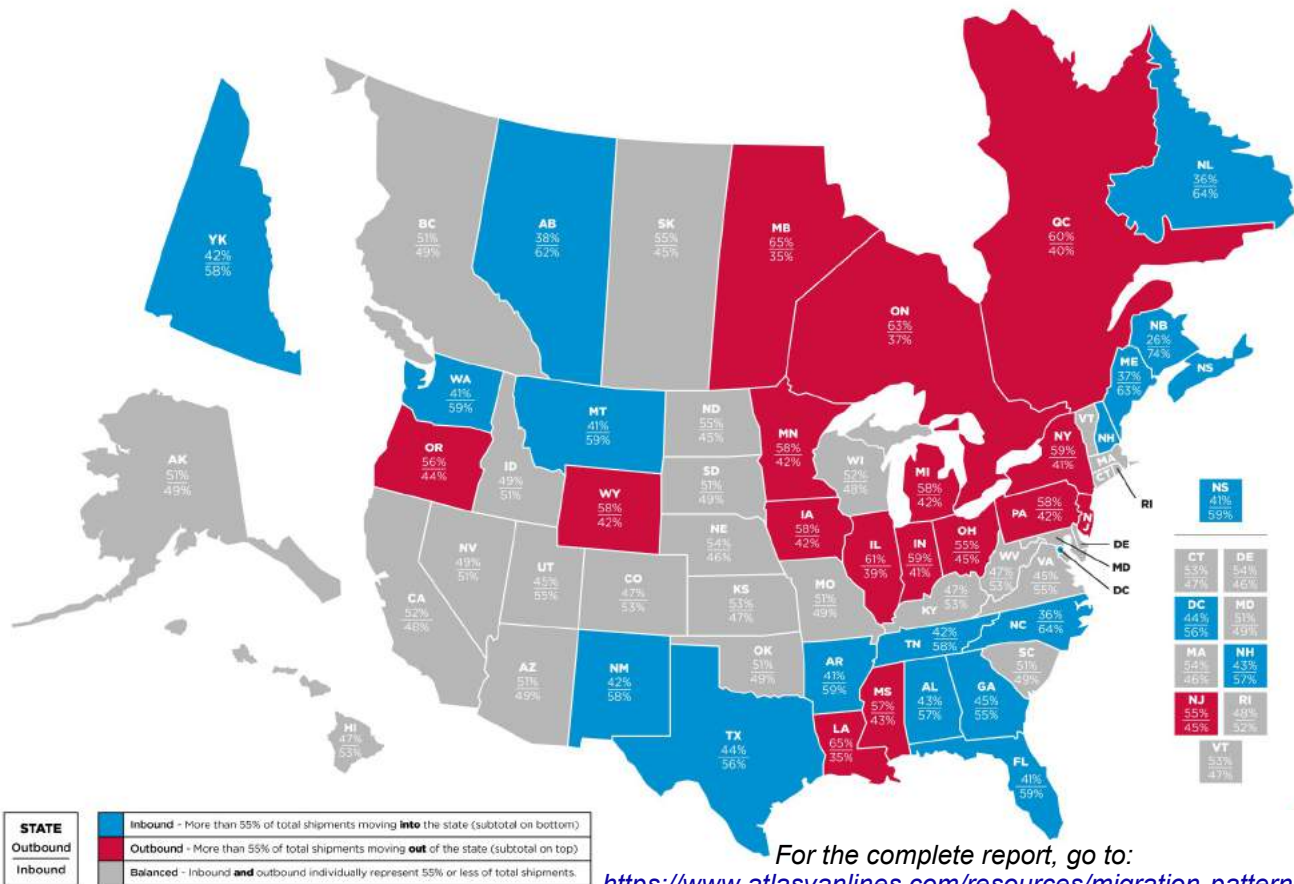 YK
42%
58%
BC
51%
49%
AB
38%
62%
SK
55%
45%
MB
65%
35%
ON
63%
37%
QC
60%
40%
NL
36%
64%
NB
26%
74%
ME
37%
63%
NS
AK
51%
49%
WA
41%
59%
OR
56%
44%
ID
49%
51%
MT
41%
59%
WY
58%
42%
ND
55%
45%
SD
51%
49%
NE
54%
46%
MN
58%
42%
IA
58%
42%
WI
52%
48%
MI
58%
42%
IL
61%
39%
IN
59%
41%
OH
55%
45%
PA
58%
42%
NY
59%
41%
VT
NH
MA
CT
RI
N
J
DE
MD
DC
CA
52%
48%
NV
49%
51%
UT
45%
55%
CO
47%
53%
KS
53%
47%
MO
51%
49%
KY
47%
53%
WV
47%
53%
VA
45%
55%
AZ
51%
49%
NM
42%
58%
OK
51%
49%
AR
41%
59%
TN
42%
58%
NC
36%
64%
SC
51%
49%
MS
57%
43%
AL
43%
57%
GA
45%
55%
TX
44%
56%
LA
65%
35%
FL
41%
59%
HI
47%
53%
NS
41%
59%
CT
53%
47%
DE
54%
46%
DC
44%
56%
MD
51%
49%
MA
54%
46%
NH
43%
57%
NJ
55%
45%
RI
48%
52%
VT
53%
47%
STATE
Outbound
Inbound
Inbound - More than 55% of total shipments moving into the state (subtotal on bottom)
Outbound - More than 55% of total shipments moving out of the state (subtotal on top)
Balanced - Inbound and outbound individually represent 55% or less of total shipments.
For the complete report, go to:
https://www.atlasvanlines.com/resources/migration-pattern